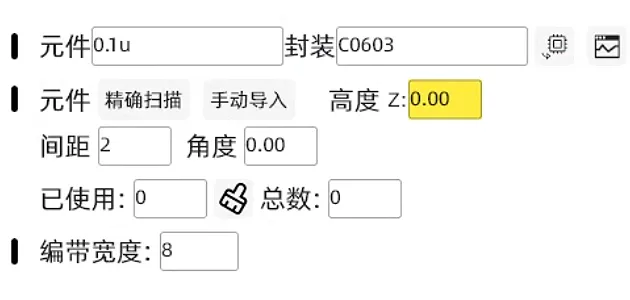 元件 0.1u 封装 C0603
元件 精确扫描 手动导入 高度 Z: 0.00
间距 2 角度 0.00
已使用: 0 总数: 0
编带宽度: 8